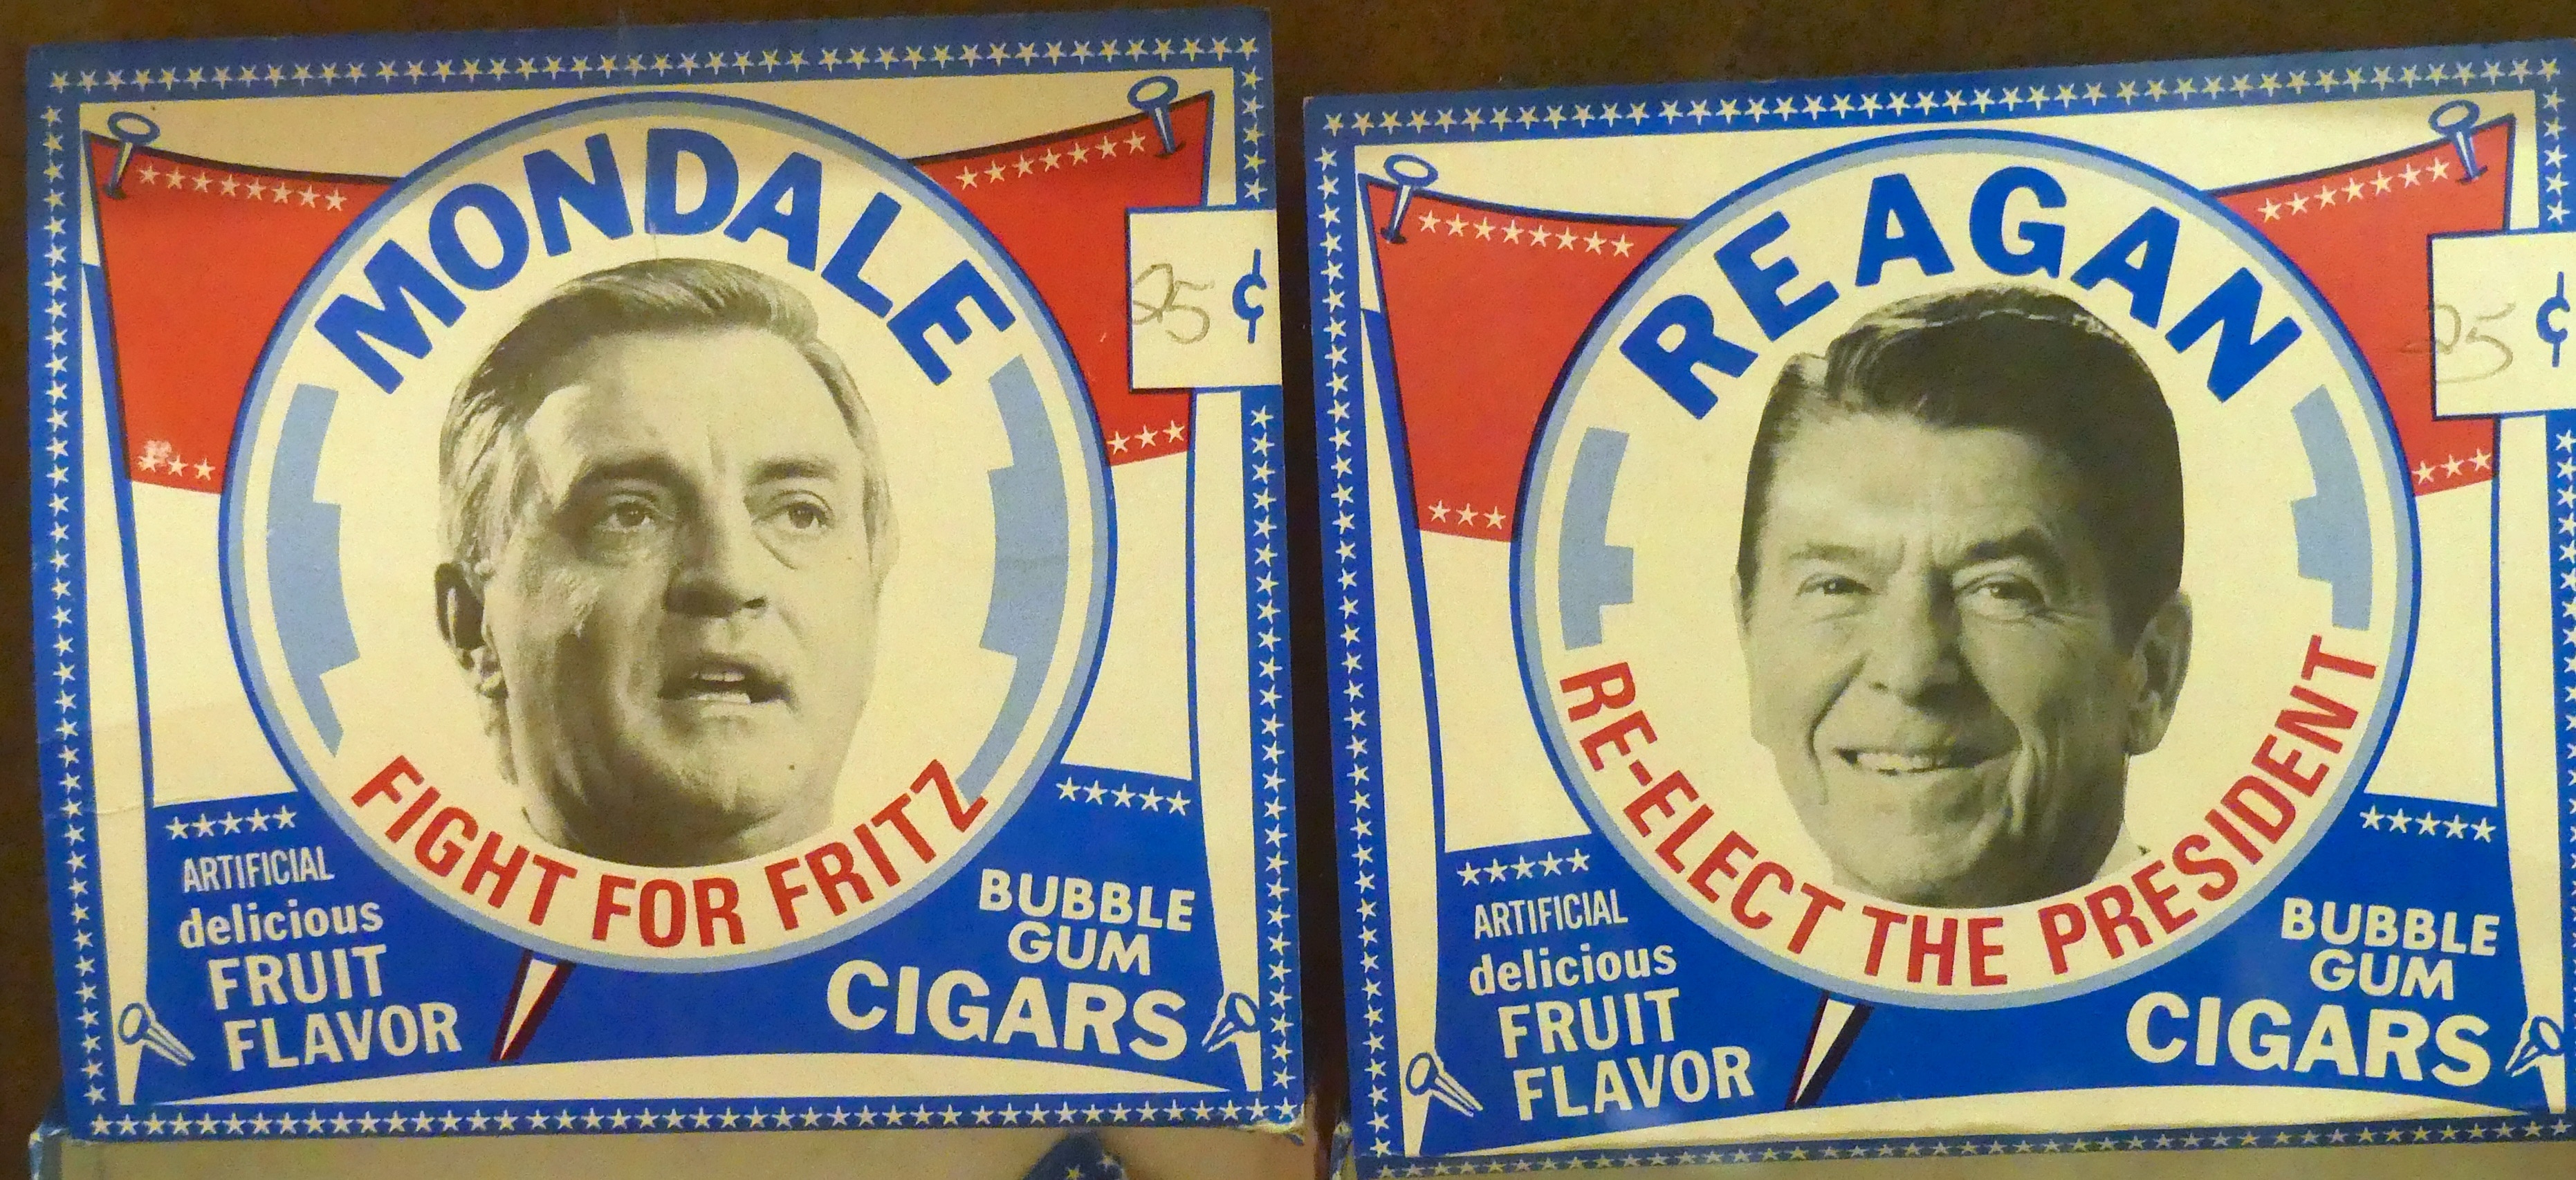 MONDALE
25 ¢
FIGHT FOR FRITZ
ARTIFICIAL
delicious
FRUIT
FLAVOR
BUBBLE
GUM
CIGARS
REAGAN
25 ¢
RE-ELECT THE PRESIDENT
ARTIFICIAL
delicious
FRUIT
FLAVOR
BUBBLE
GUM
CIGARS